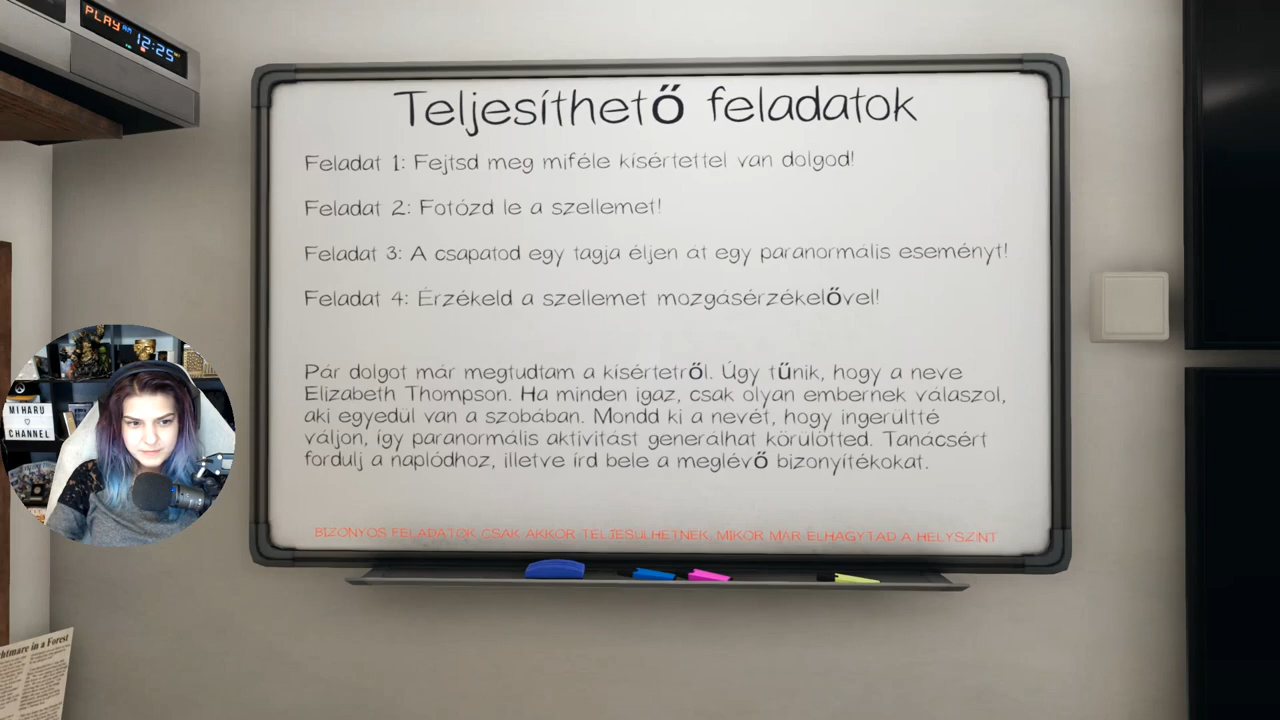 PLAY AM 12:25
Teljesíthető feladatok
Feladat 1: Fejtsd meg miféle kísértettel van dolgod!
Feladat 2: Fotózd le a szellemet!
Feladat 3: A csapatod egy tagja éljen át egy paranormális eseményt!
Feladat 4: Érzékeld a szellemet mozgásérzékelővel!
Pár dolgot már megtudtam a kísértetről. Úgy tűnik, hogy a neve
Elizabeth Thompson. Ha minden igaz, csak olyan embernek válaszol,
aki egyedül van a szobában. Mondd ki a nevét, hogy ingerültté
váljon, így paranormális aktivitást generálhat körülötted. Tanácsért
fordulj a naplódhoz, illetve írd bele a meglévő bizonyítékokat.
BIZONYOS FELADATOK CSAK AKKOR TELJESÜLHETNEK, MIKOR MÁR ELHAGYTAD A HELYSZÍNT
MIHARU
CHANNEL
in a Forest